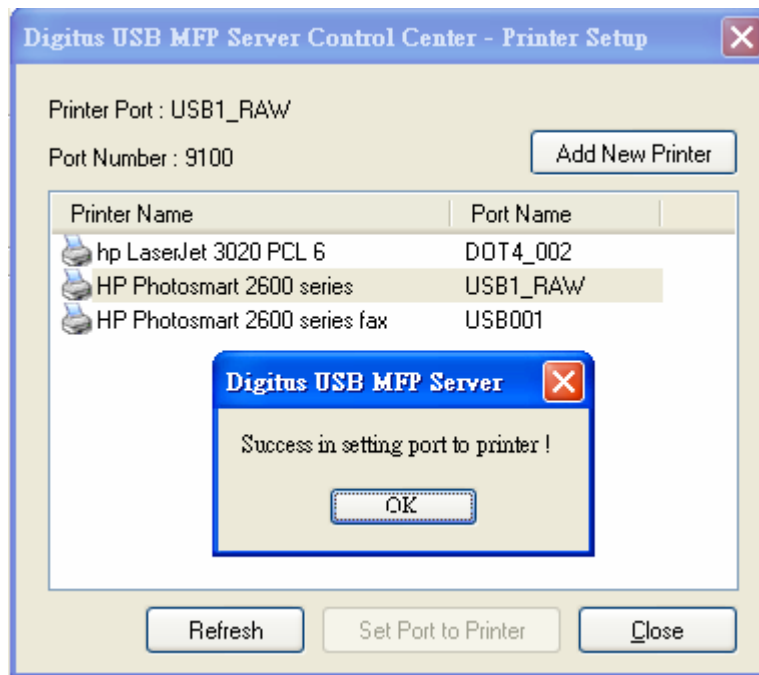 Digitus USB MFP Server Control Center - Printer Setup
Printer Port : USB1_RAW
Port Number : 9100
Add New Printer
Printer Name Port Name
hp LaserJet 3020 PCL 6 DOT4_002
HP Photosmart 2600 series USB1_RAW
HP Photosmart 2600 series fax USB001
Digitus USB MFP Server
Success in setting port to printer !
OK
Refresh Set Port to Printer Close